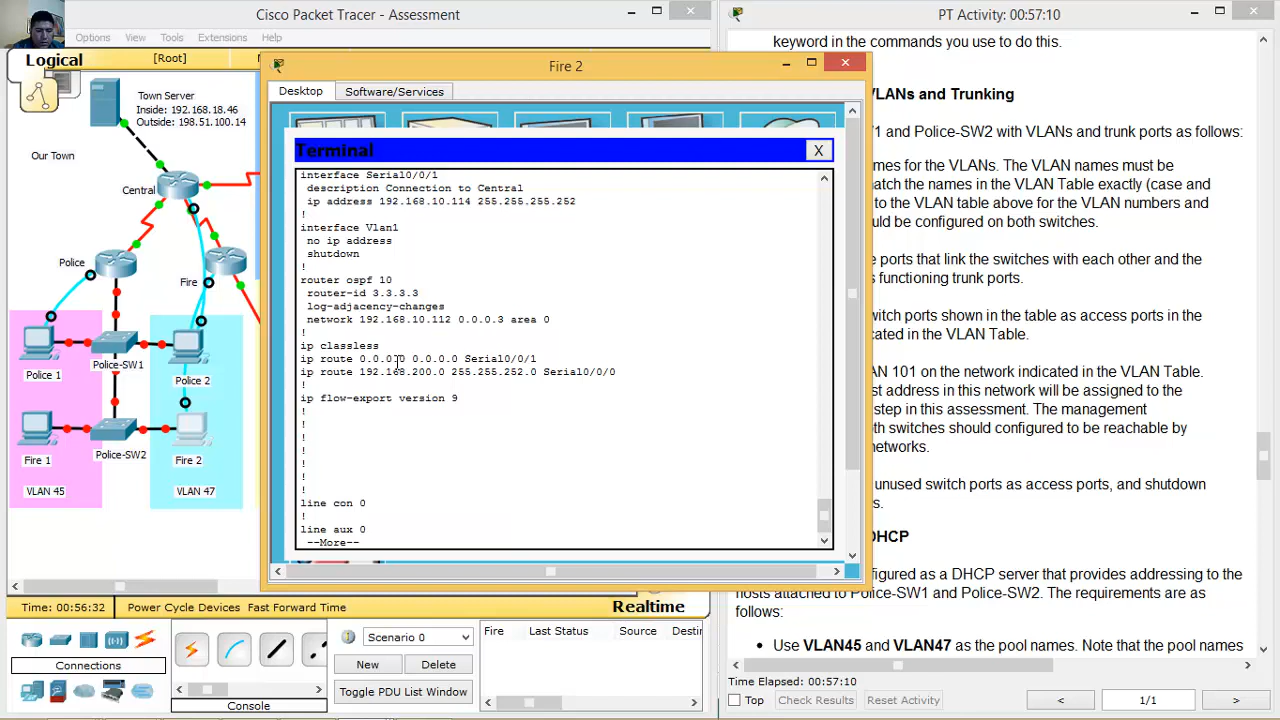 Cisco Packet Tracer - Assessment
PT Activity: 00:57:10
Options View Tools Extensions Help
Logical
[Root]
Town Server
Inside: 192.168.18.46
Outside: 198.51.100.14
Our Town
Central
Police
Fire
Police-SW1
Police 1
Police 2
Police-SW2
Fire 1
Fire 2
VLAN 45
VLAN 47
Fire 2
Desktop
Software/Services
Terminal
X
interface Serial0/0/1
description Connection to Central
ip address 192.168.10.114 255.255.255.252
!
interface Vlan1
no ip address
shutdown
!
router ospf 10
router-id 3.3.3.3
log-adjacency-changes
network 192.168.10.112 0.0.0.3 area 0
!
ip classless
ip route 0.0.0.0 0.0.0.0 Serial0/0/1
ip route 192.168.200.0 255.255.252.0 Serial0/0/0
!
ip flow-export version 9
!
!
!
!
!
!
!
line con 0
!
line aux 0
--More--
keyword in the commands you use to do this.
VLANs and Trunking
1 and Police-SW2 with VLANs and trunk ports as follows:
mes for the VLANs. The VLAN names must be
atch the names in the VLAN Table exactly (case and
to the VLAN table above for the VLAN numbers and
uld be configured on both switches.
e ports that link the switches with each other and the
s functioning trunk ports.
witch ports shown in the table as access ports in the
cated in the VLAN Table.
AN 101 on the network indicated in the VLAN Table.
st address in this network will be assigned to the
step in this assessment. The management
oth switches should configured to be reachable by
networks.
unused switch ports as access ports, and shutdown
s.
DHCP
figured as a DHCP server that provides addressing to the
hosts attached to Police-SW1 and Police-SW2. The requirements are as
follows:
• Use VLAN45 and VLAN47 as the pool names. Note that the pool names
Time Elapsed: 00:57:10
Top
Check Results
Reset Activity
<
1/1
>
Time: 00:56:32
Power Cycle Devices Fast Forward Time
Realtime
Connections
Console
Scenario 0
New
Delete
Toggle PDU List Window
Fire
Last Status
Source
Destir